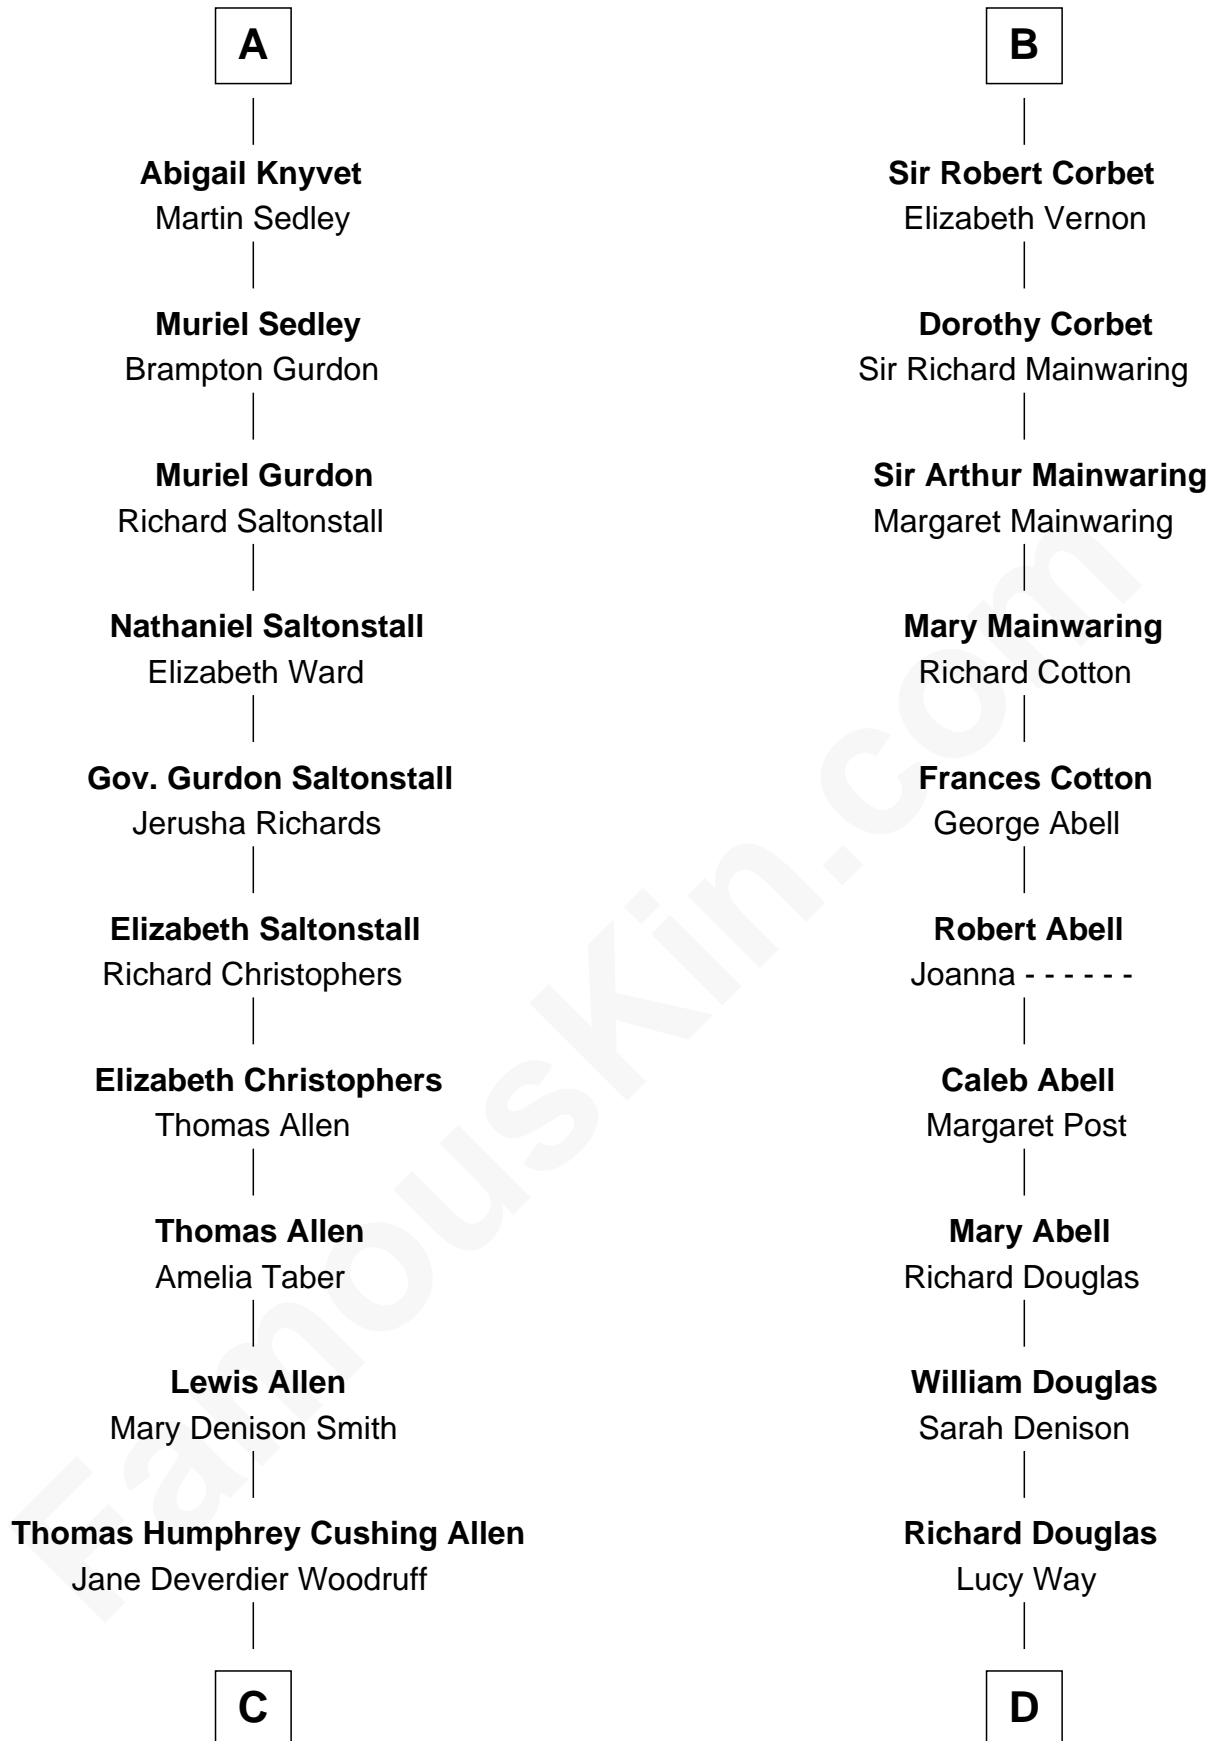 A
Abigail Knyvet
Martin Sedley
Muriel Sedley
Brampton Gurdon
Muriel Gurdon
Richard Saltonstall
Nathaniel Saltonstall
Elizabeth Ward
Gov. Gurdon Saltonstall
Jerusha Richards
Elizabeth Saltonstall
Richard Christophers
Elizabeth Christophers
Thomas Allen
Thomas Allen
Amelia Taber
Lewis Allen
Mary Denison Smith
Thomas Humphrey Cushing Allen
Jane Deverdier Woodruff
C
B
Sir Robert Corbet
Elizabeth Vernon
Dorothy Corbet
Sir Richard Mainwaring
Sir Arthur Mainwaring
Margaret Mainwaring
Mary Mainwaring
Richard Cotton
Frances Cotton
George Abell
Robert Abell
Joanna - - - - - -
Caleb Abell
Margaret Post
Mary Abell
Richard Douglas
William Douglas
Sarah Denison
Richard Douglas
Lucy Way
D
FamousKin.com